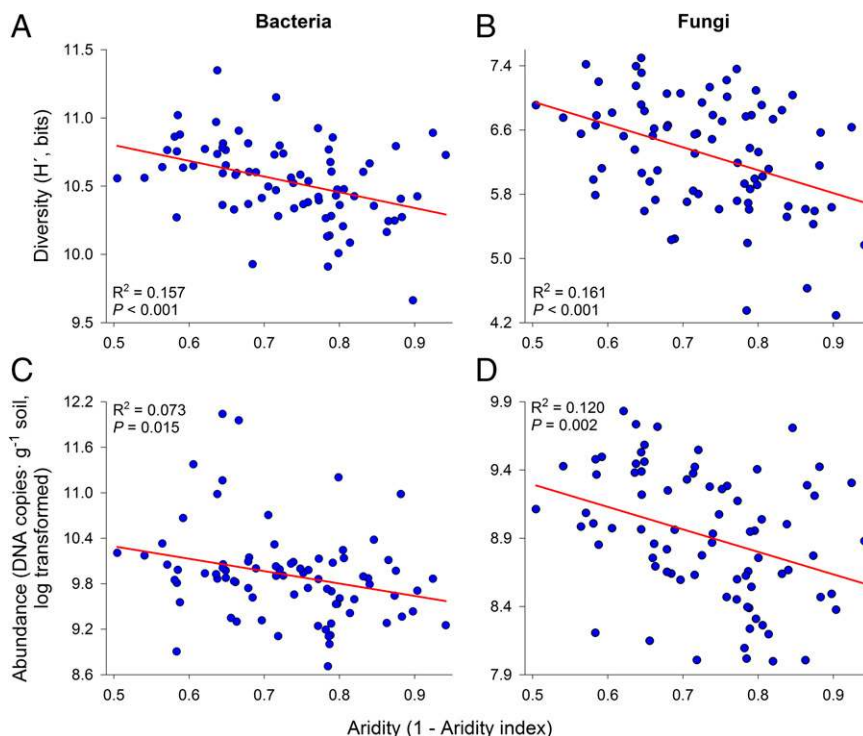 A
Bacteria
B
Fungi
Diversity (H´, bits)
11.5
11.0
10.5
10.0
9.5
R² = 0.157
P < 0.001
0.5 0.6 0.7 0.8 0.9
7.4
6.6
5.8
5.0
4.2
R² = 0.161
P < 0.001
0.5 0.6 0.7 0.8 0.9
C
D
Abundance (DNA copies· g⁻¹ soil,
log transformed)
12.2
11.6
11.0
10.4
9.8
9.2
8.6
R² = 0.073
P = 0.015
0.5 0.6 0.7 0.8 0.9
9.9
9.4
8.9
8.4
7.9
R² = 0.120
P = 0.002
0.5 0.6 0.7 0.8 0.9
Aridity (1 - Aridity index)